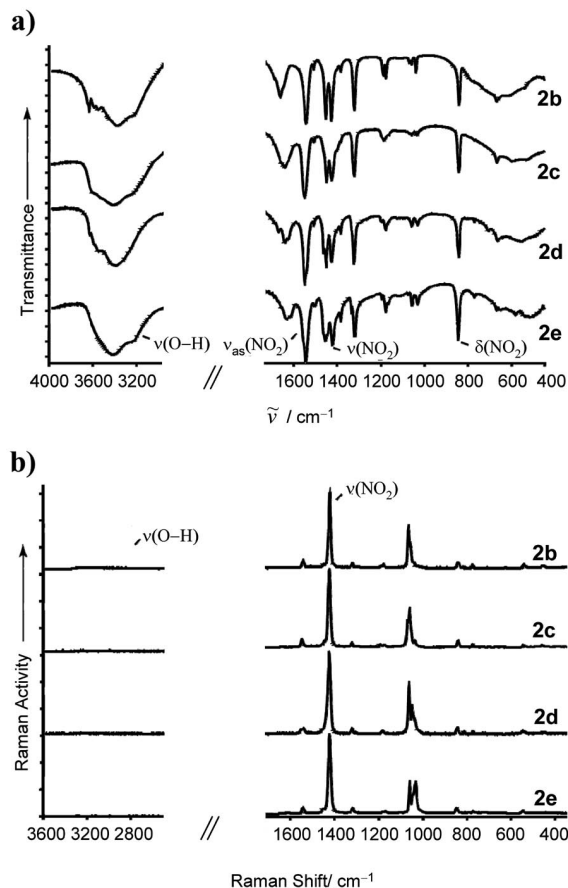 a)
Transmittance
2b
2c
2d
2e
ν(O–H)
νas(NO2)
ν(NO2)
δ(NO2)
4000 3600 3200 // 1600 1400 1200 1000 800 600 400
ν̃ / cm⁻¹
b)
Raman Activity
ν(NO2)
ν(O–H)
2b
2c
2d
2e
3600 3200 2800 // 1600 1400 1200 1000 800 600 400
Raman Shift/ cm⁻¹